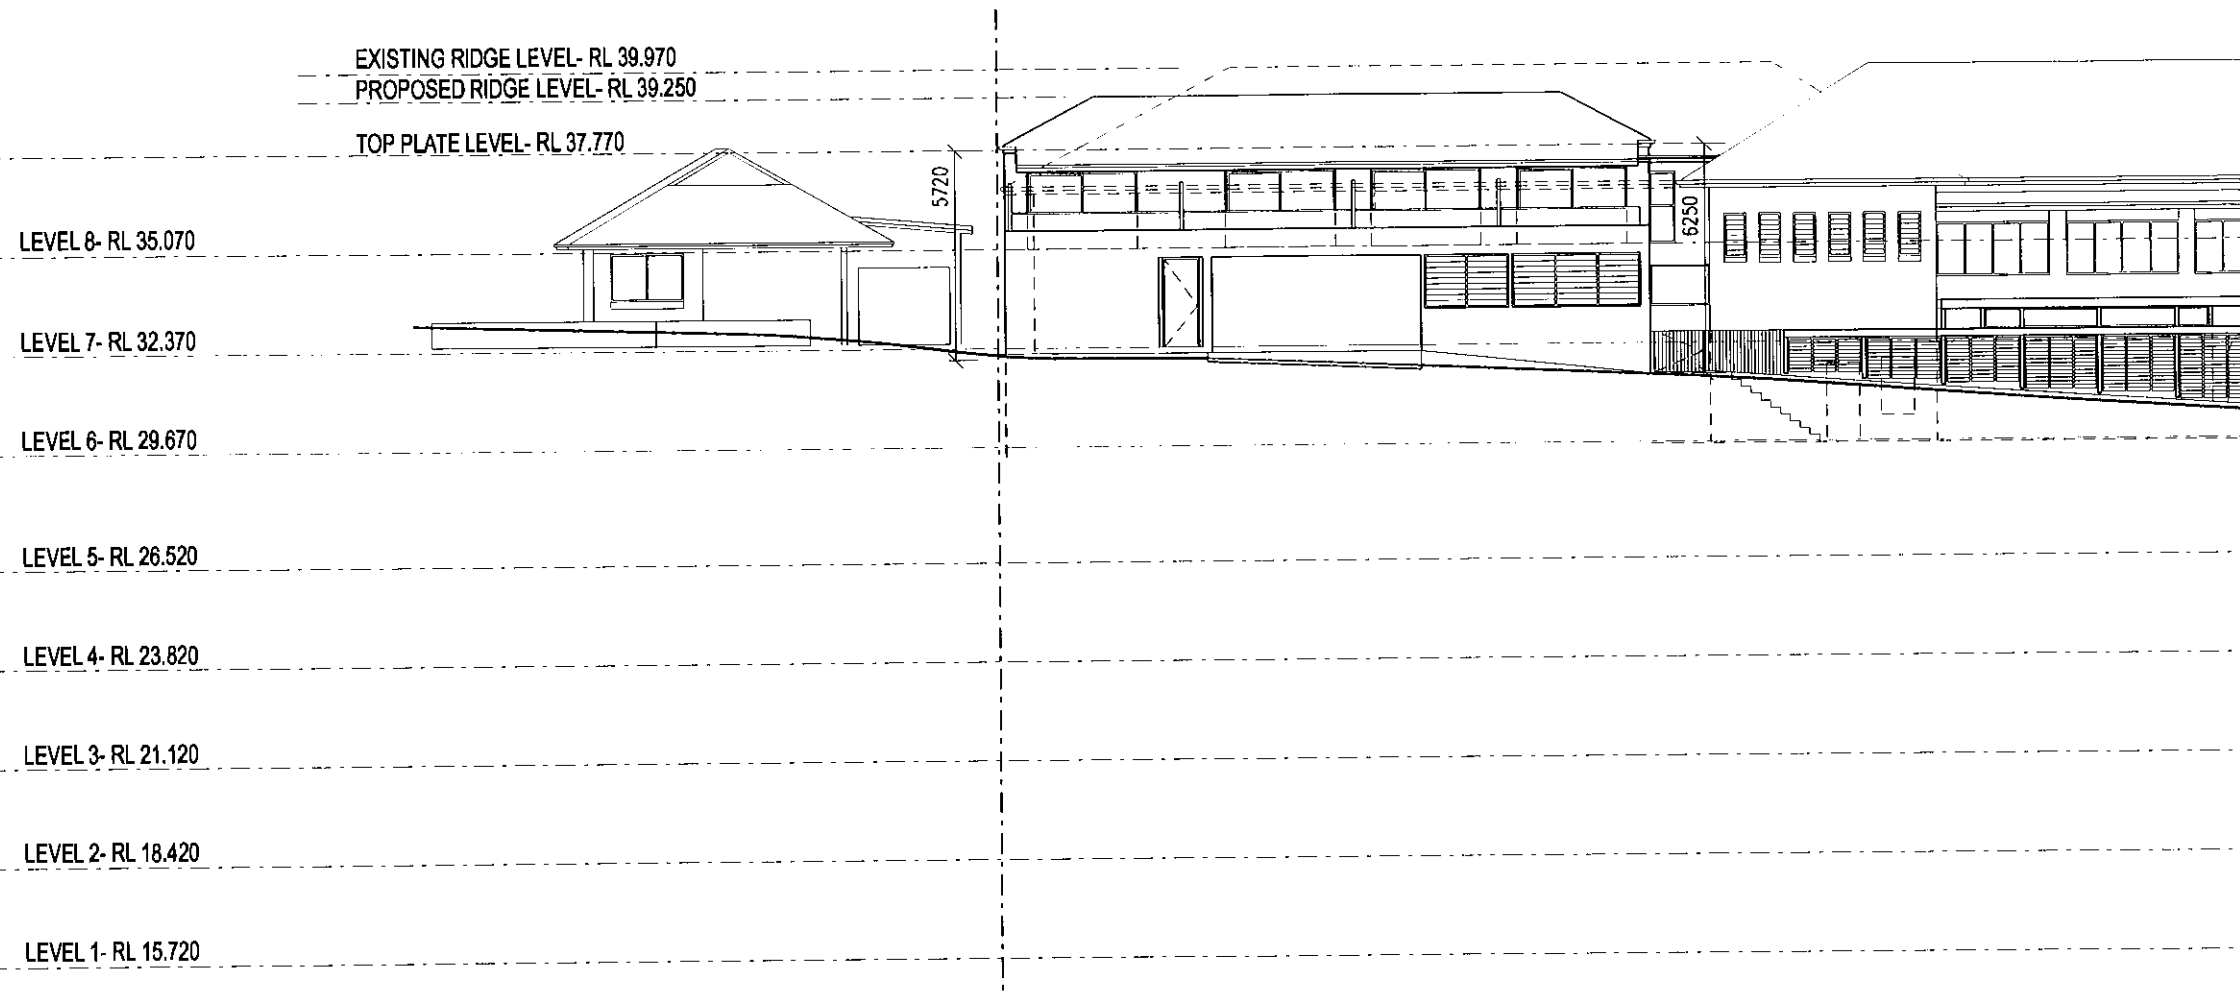 EXISTING RIDGE LEVEL- RL 39.970
PROPOSED RIDGE LEVEL- RL 39.250
TOP PLATE LEVEL- RL 37.770
5720
6250
LEVEL 8- RL 35.070
LEVEL 7- RL 32.370
LEVEL 6- RL 29.670
LEVEL 5- RL 26.520
LEVEL 4- RL 23.820
LEVEL 3- RL 21.120
LEVEL 2- RL 18.420
LEVEL 1- RL 15.720